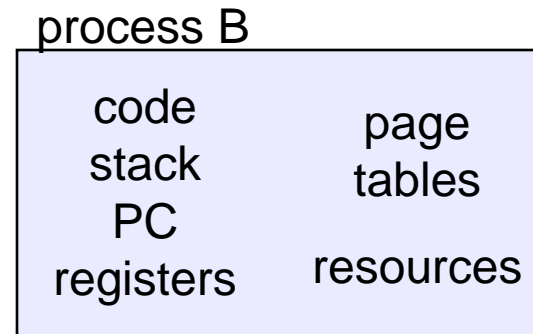 process B
code
stack
PC
registers
page
tables
resources